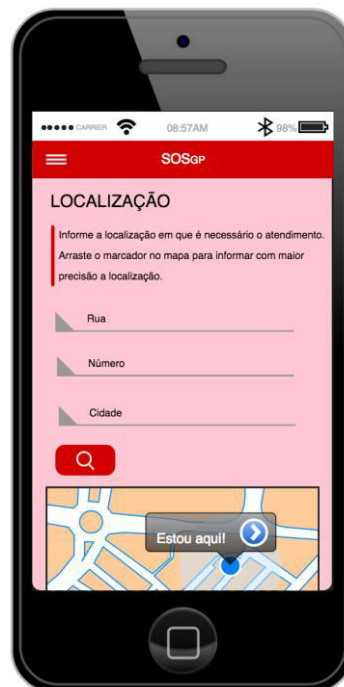 CARRIER 08:57AM 98%
SOSGP
LOCALIZAÇÃO
Informe a localização em que é necessário o atendimento.
Arraste o marcador no mapa para informar com maior
precisão a localização.
Rua
Número
Cidade
Estou aqui!